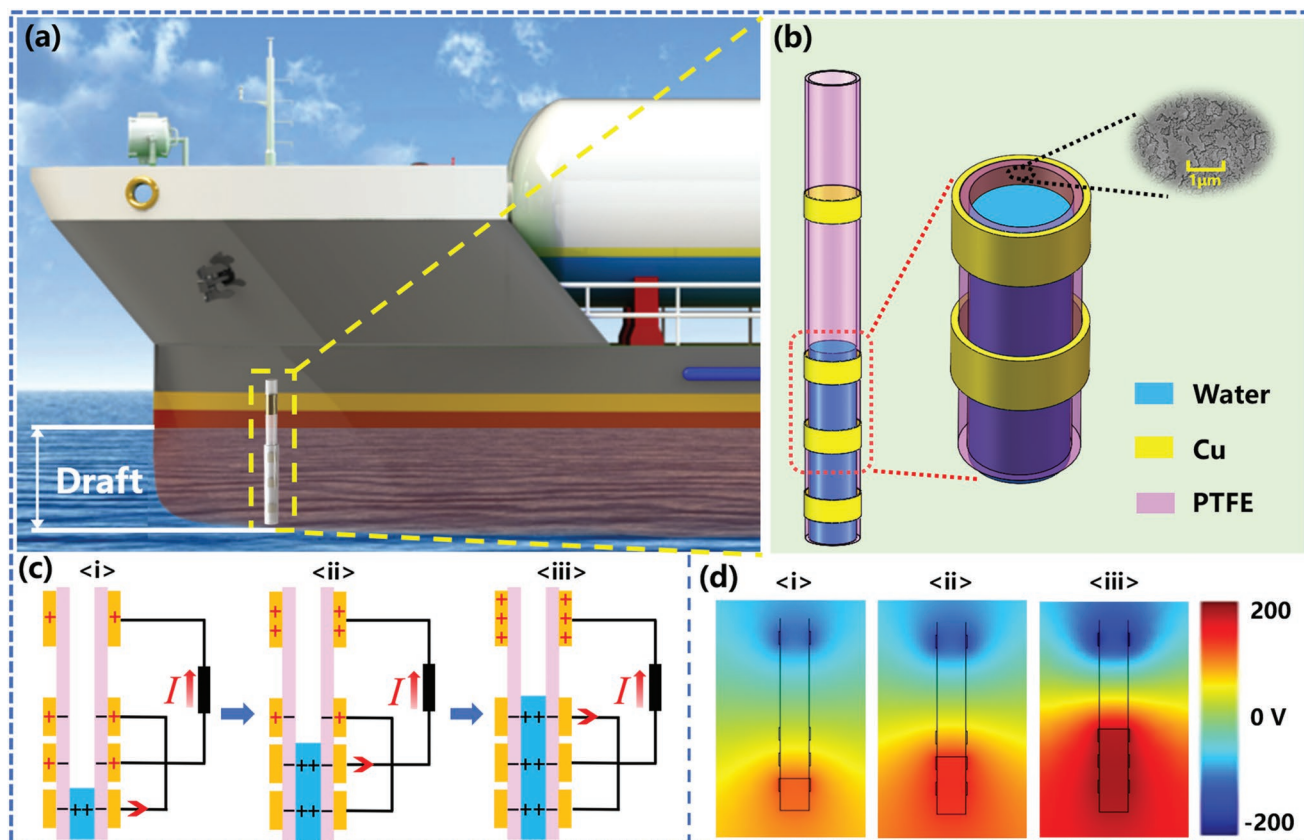 (a)
Draft
(b)
1μm
Water
Cu
PTFE
(c)
<i>
<ii>
<iii>
+ +
+ +
+ +
+ +
+ +
+ +
+ - - +
+ - - +
+ - - +
- -
- ++ -
- ++ -
- ++ -
- ++ -
- ++ -
- ++ -
I
I
I
(d)
<i>
<ii>
<iii>
200
0 V
-200